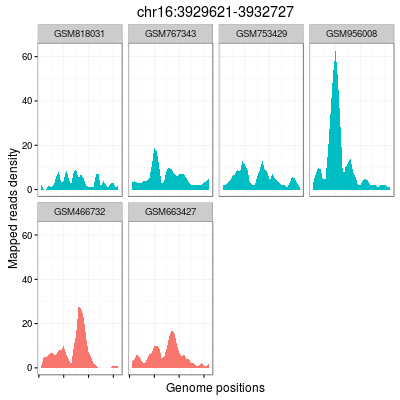 chr16:3929621-3932727
GSM818031 GSM767343 GSM753429 GSM956008
60
40
20
0
GSM466732 GSM663427
60
40
20
0
Mapped reads density
Genome positions